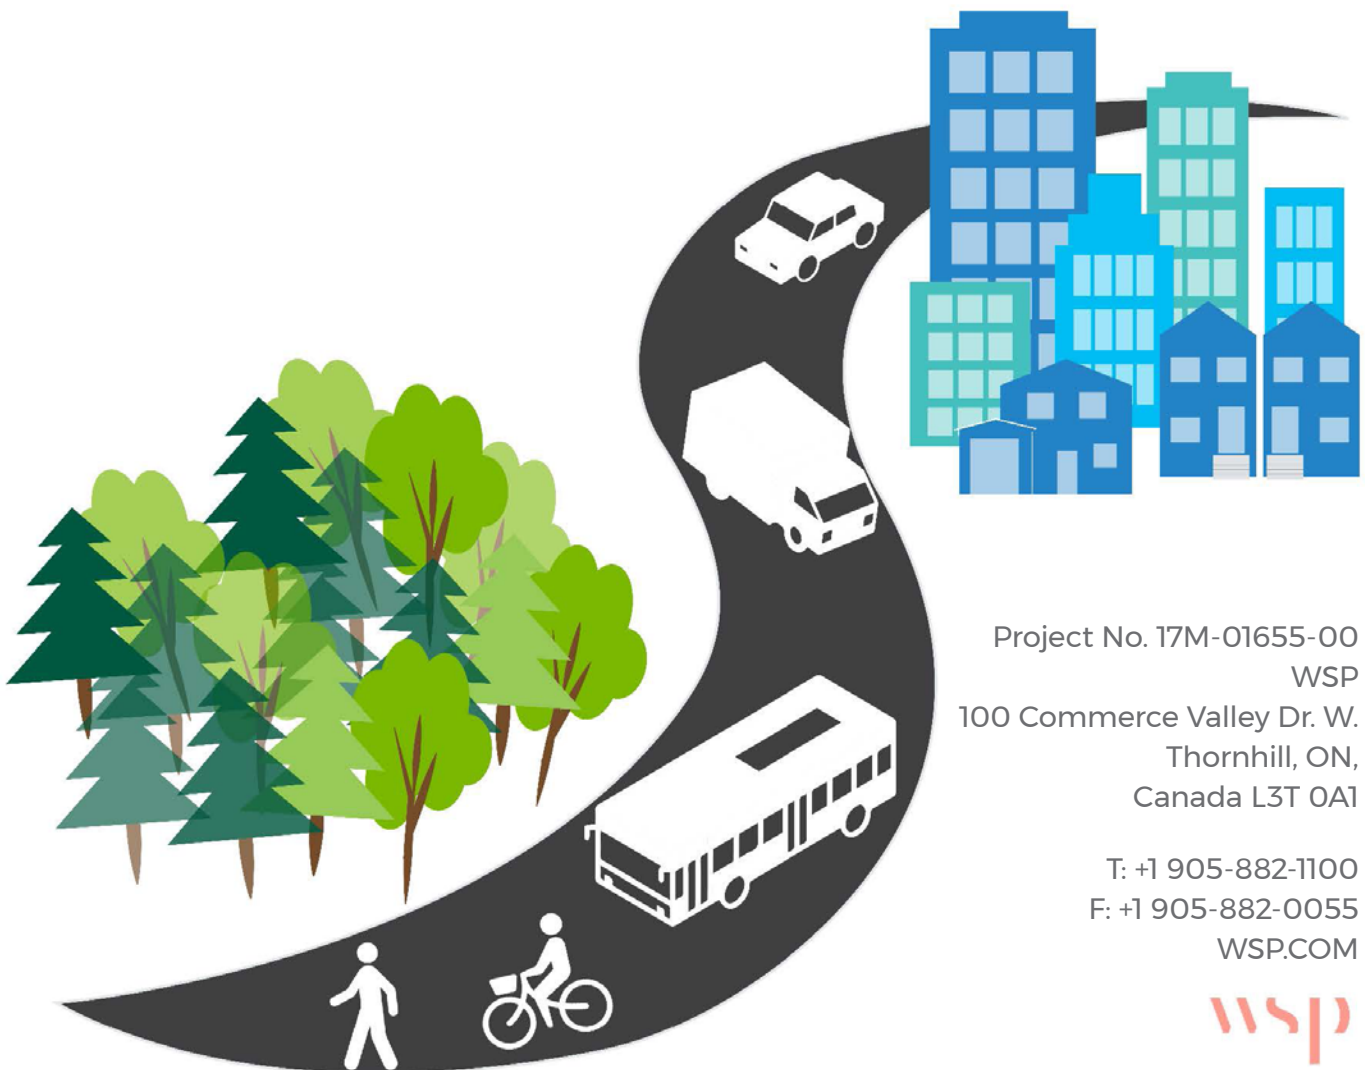 Project No. 17M-01655-00
WSP
100 Commerce Valley Dr. W.
Thornhill, ON,
Canada L3T 0A1
T: +1 905-882-1100
F: +1 905-882-0055
WSP.COM
wsp